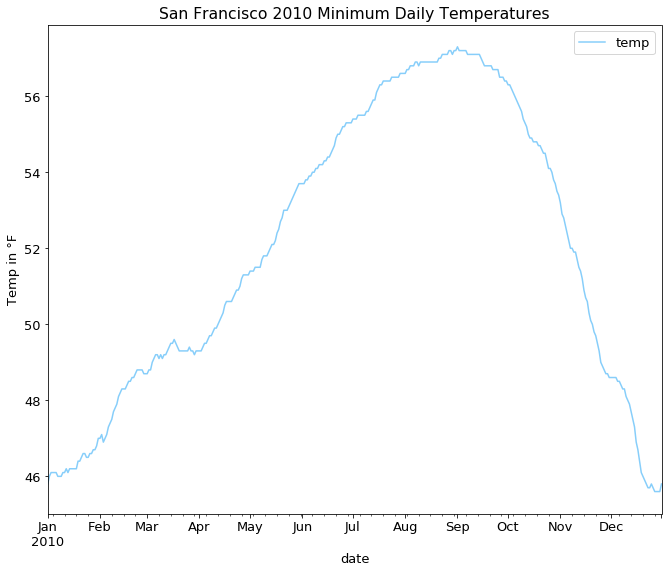 San Francisco 2010 Minimum Daily Temperatures
temp
56
54
52
50
48
46
Temp in °F
Jan Feb Mar Apr May Jun Jul Aug Sep Oct Nov Dec
2010
date